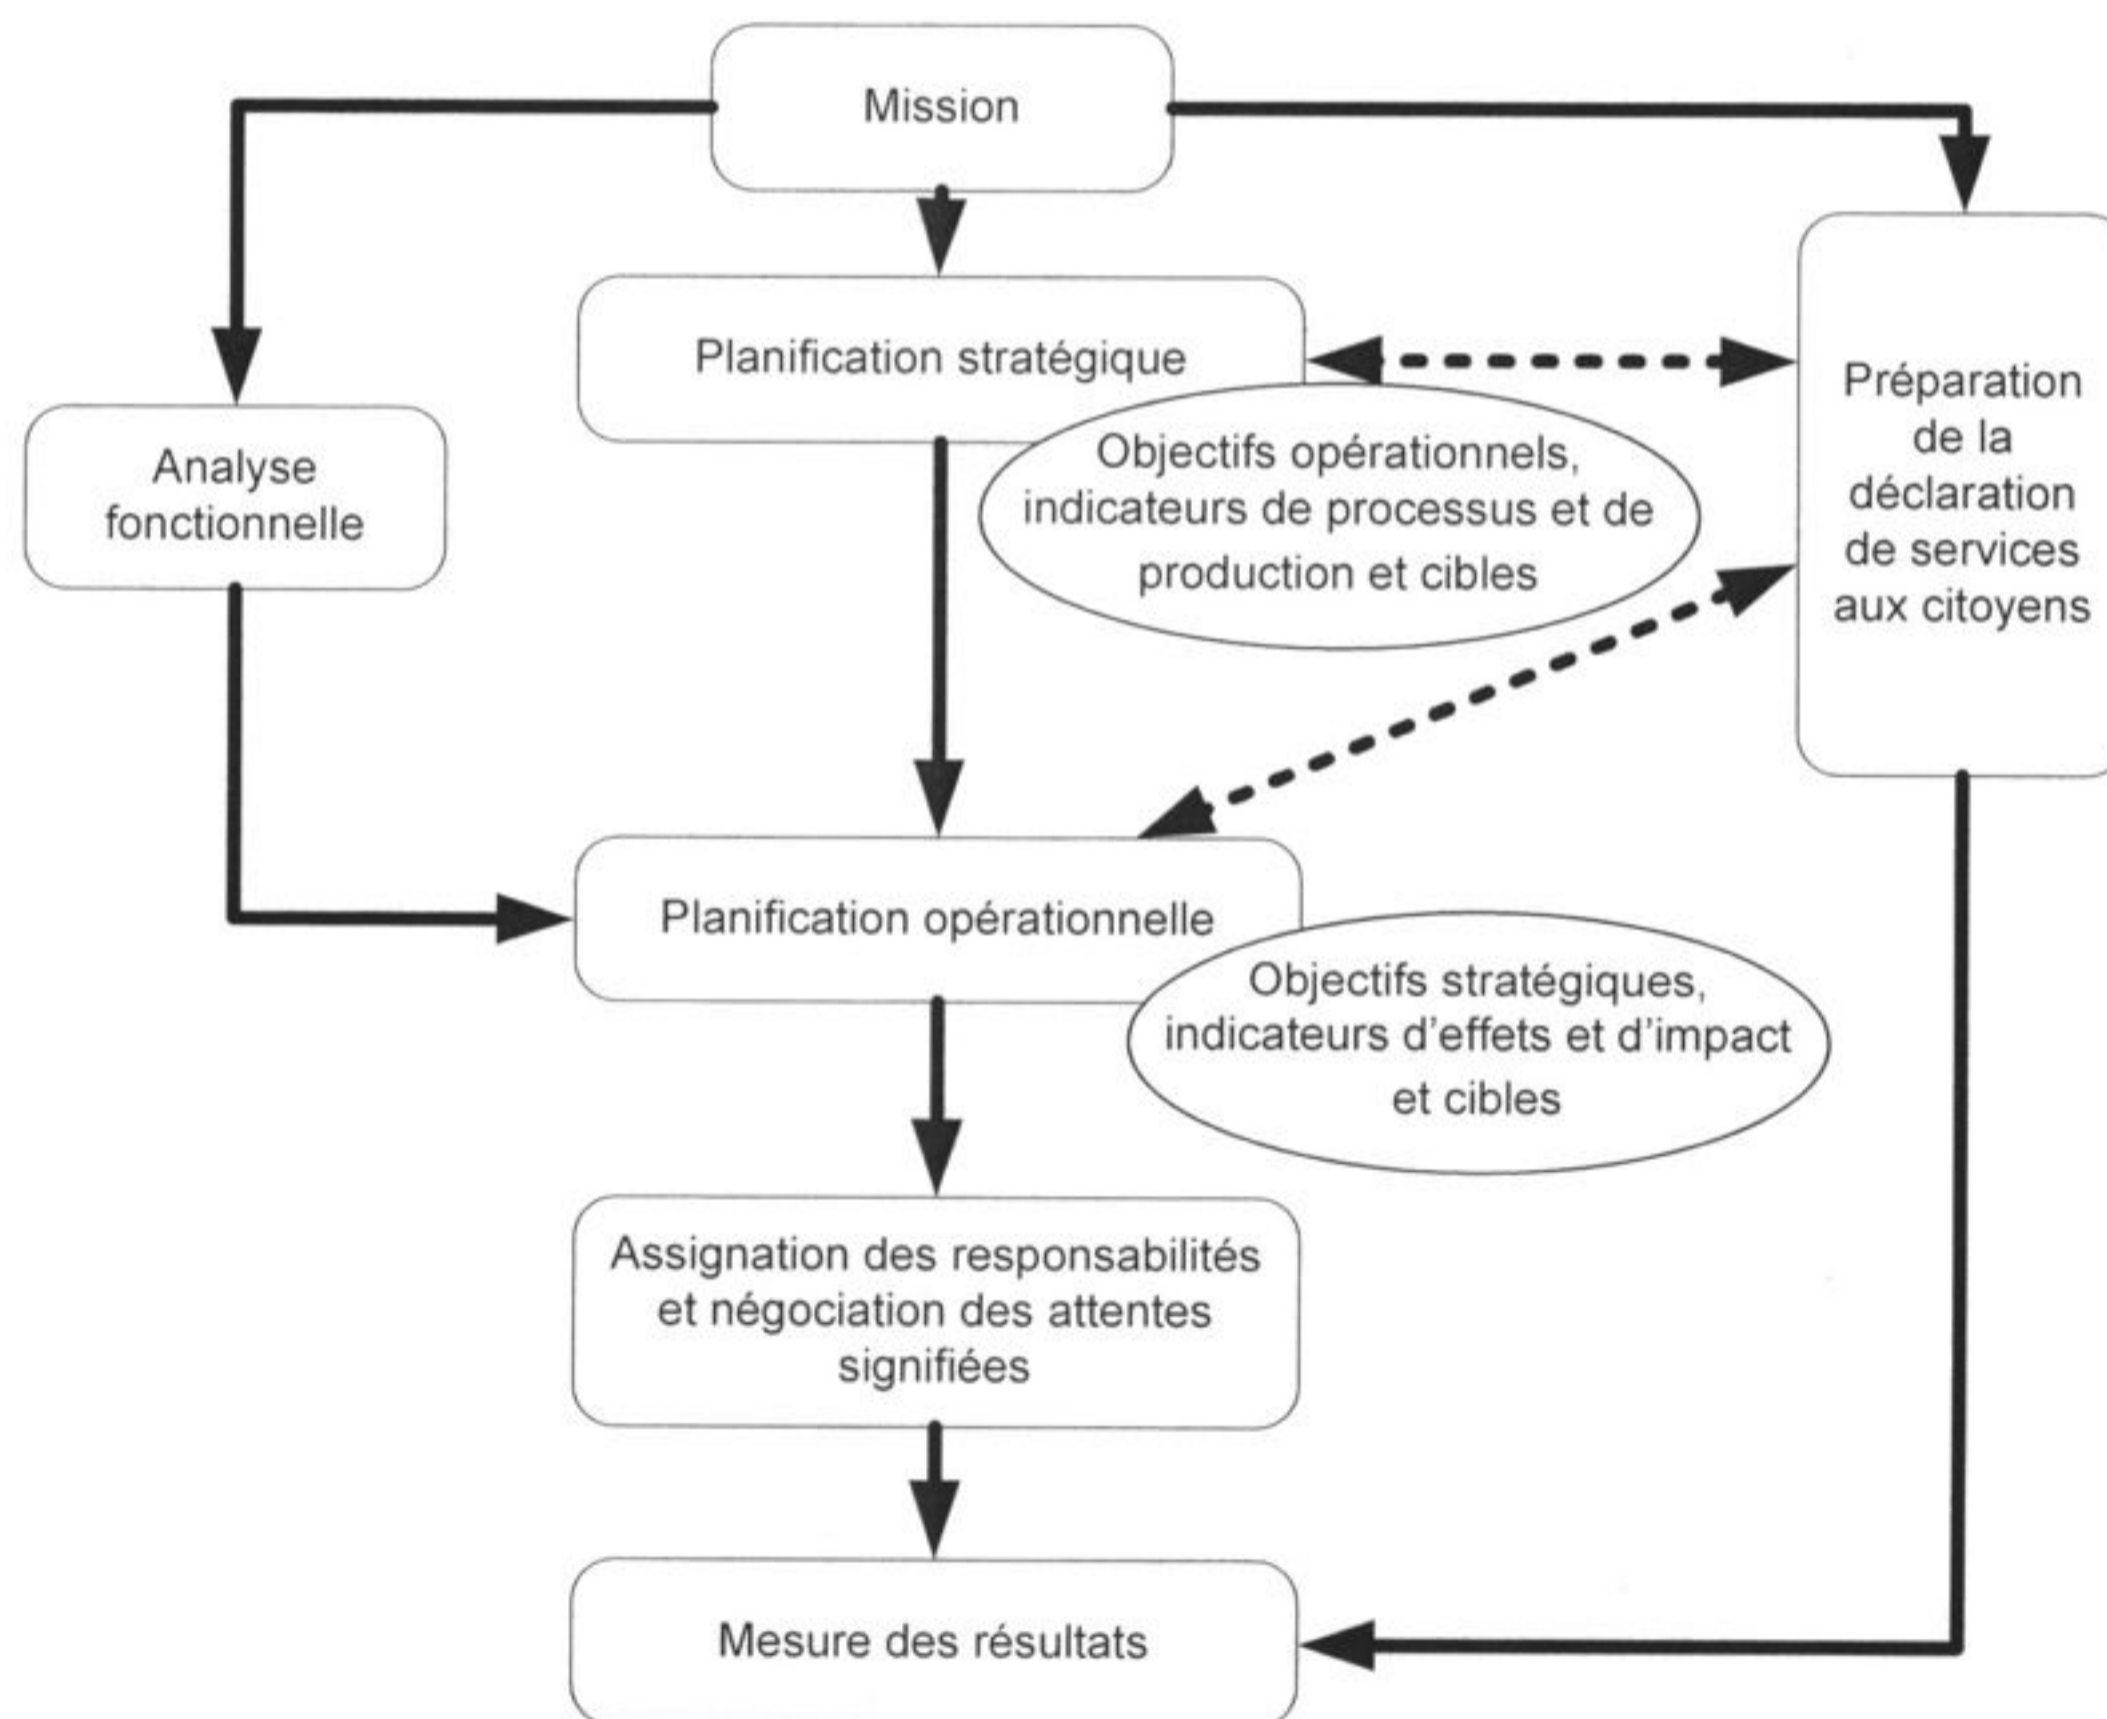 Mission
Planification stratégique
Analyse
fonctionnelle
Objectifs opérationnels,
indicateurs de processus et de
production et cibles
Préparation
de la
déclaration
de services
aux citoyens
Planification opérationnelle
Objectifs stratégiques,
indicateurs d’effets et d’impact
et cibles
Assignation des responsabilités
et négociation des attentes
signifiées
Mesure des résultats